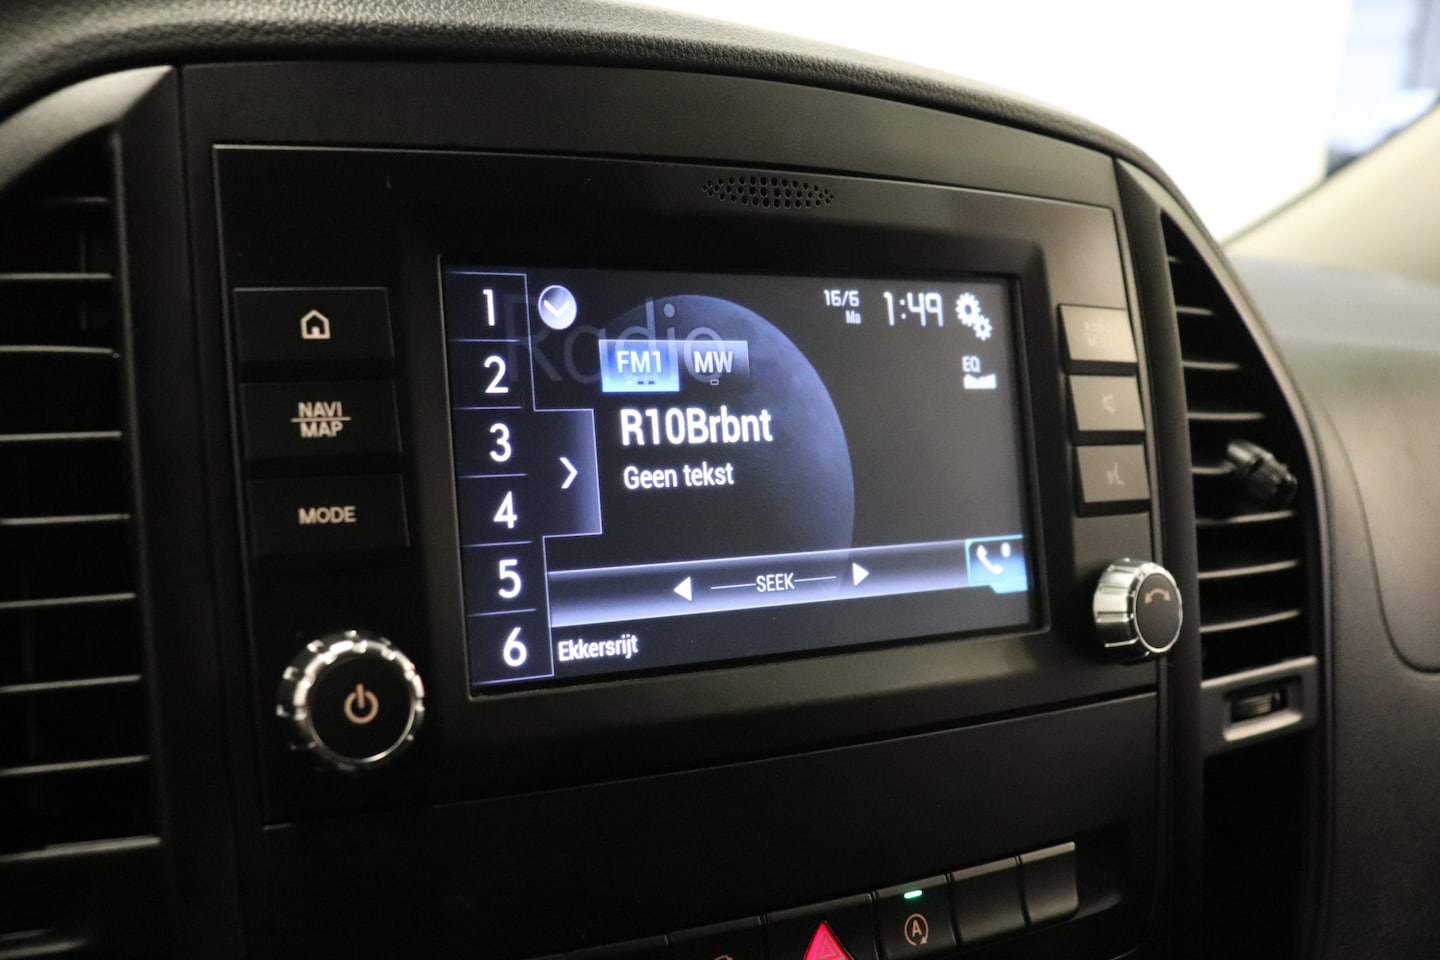 1
2
3
4
5
6
Radio
16/6
Ma
1:49
FM1
MW
EQ
R10Brbnt
Geen tekst
SEEK
Ekkersrijt
NAVI
MAP
MODE
A